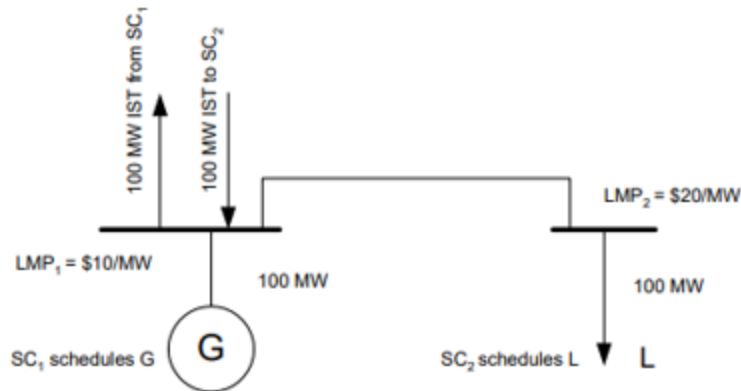 100 MW IST from SC₁
100 MW IST to SC₂
LMP₂ = $20/MW
LMP₁ = $10/MW
100 MW
100 MW
SC₁ schedules G
G
SC₂ schedules L
L